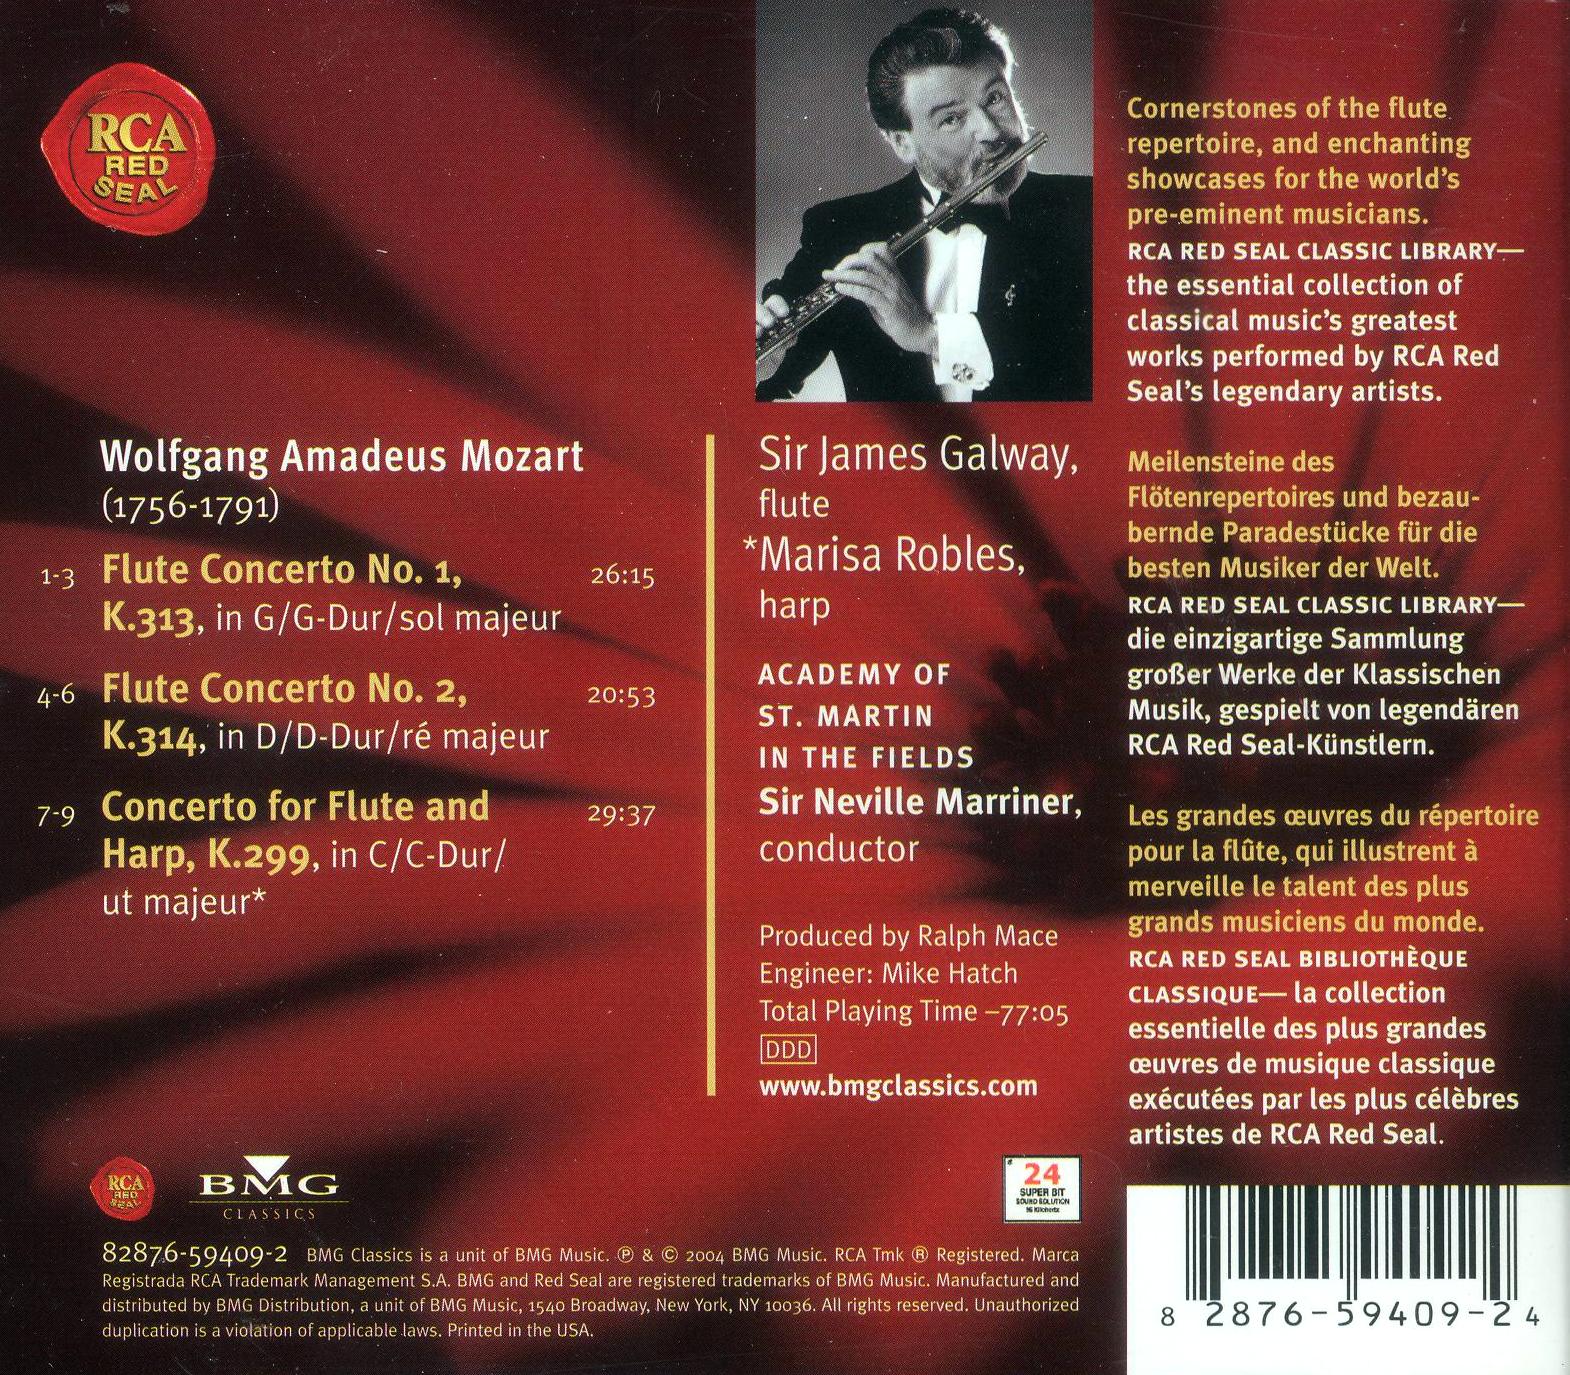 RCA
RED
SEAL
Wolfgang Amadeus Mozart
(1756-1791)
1-3 Flute Concerto No. 1, 26:15
K.313, in G/G-Dur/sol majeur
4-6 Flute Concerto No. 2, 20:53
K.314, in D/D-Dur/ré majeur
7-9 Concerto for Flute and 29:37
Harp, K.299, in C/C-Dur/
ut majeur*
Sir James Galway,
flute
*Marisa Robles,
harp
ACADEMY OF
ST. MARTIN
IN THE FIELDS
Sir Neville Marriner,
conductor
Produced by Ralph Mace
Engineer: Mike Hatch
Total Playing Time –77:05
DDD
www.bmgclassics.com
Cornerstones of the flute
repertoire, and enchanting
showcases for the world's
pre-eminent musicians.
RCA RED SEAL CLASSIC LIBRARY—
the essential collection of
classical music's greatest
works performed by RCA Red
Seal's legendary artists.
Meilensteine des
Flötenrepertoires und bezau-
bernde Paradestücke für die
besten Musiker der Welt.
RCA RED SEAL CLASSIC LIBRARY—
die einzigartige Sammlung
großer Werke der Klassischen
Musik, gespielt von legendären
RCA Red Seal-Künstlern.
Les grandes œuvres du répertoire
pour la flûte, qui illustrent à
merveille le talent des plus
grands musiciens du monde.
RCA RED SEAL BIBLIOTHÈQUE
CLASSIQUE— la collection
essentielle des plus grandes
œuvres de musique classique
exécutées par les plus célèbres
artistes de RCA Red Seal.
RCA
RED
SEAL
BMG
CLASSICS
24
SUPER BIT
SOUND SOLUTION
96 Kilohertz
82876-59409-2 BMG Classics is a unit of BMG Music. ℗ & © 2004 BMG Music. RCA Tmk ® Registered. Marca
Registrada RCA Trademark Management S.A. BMG and Red Seal are registered trademarks of BMG Music. Manufactured and
distributed by BMG Distribution, a unit of BMG Music, 1540 Broadway, New York, NY 10036. All rights reserved. Unauthorized
duplication is a violation of applicable laws. Printed in the USA.
8 2876-59409-2 4